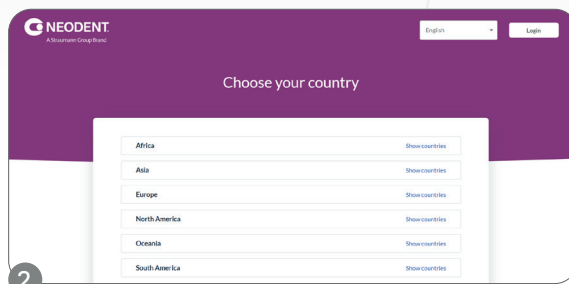 NEODENT.
A Straumann Group Brand
English
Login
Choose your country
Africa Show countries
Asia Show countries
Europe Show countries
North America Show countries
Oceania Show countries
South America Show countries
2